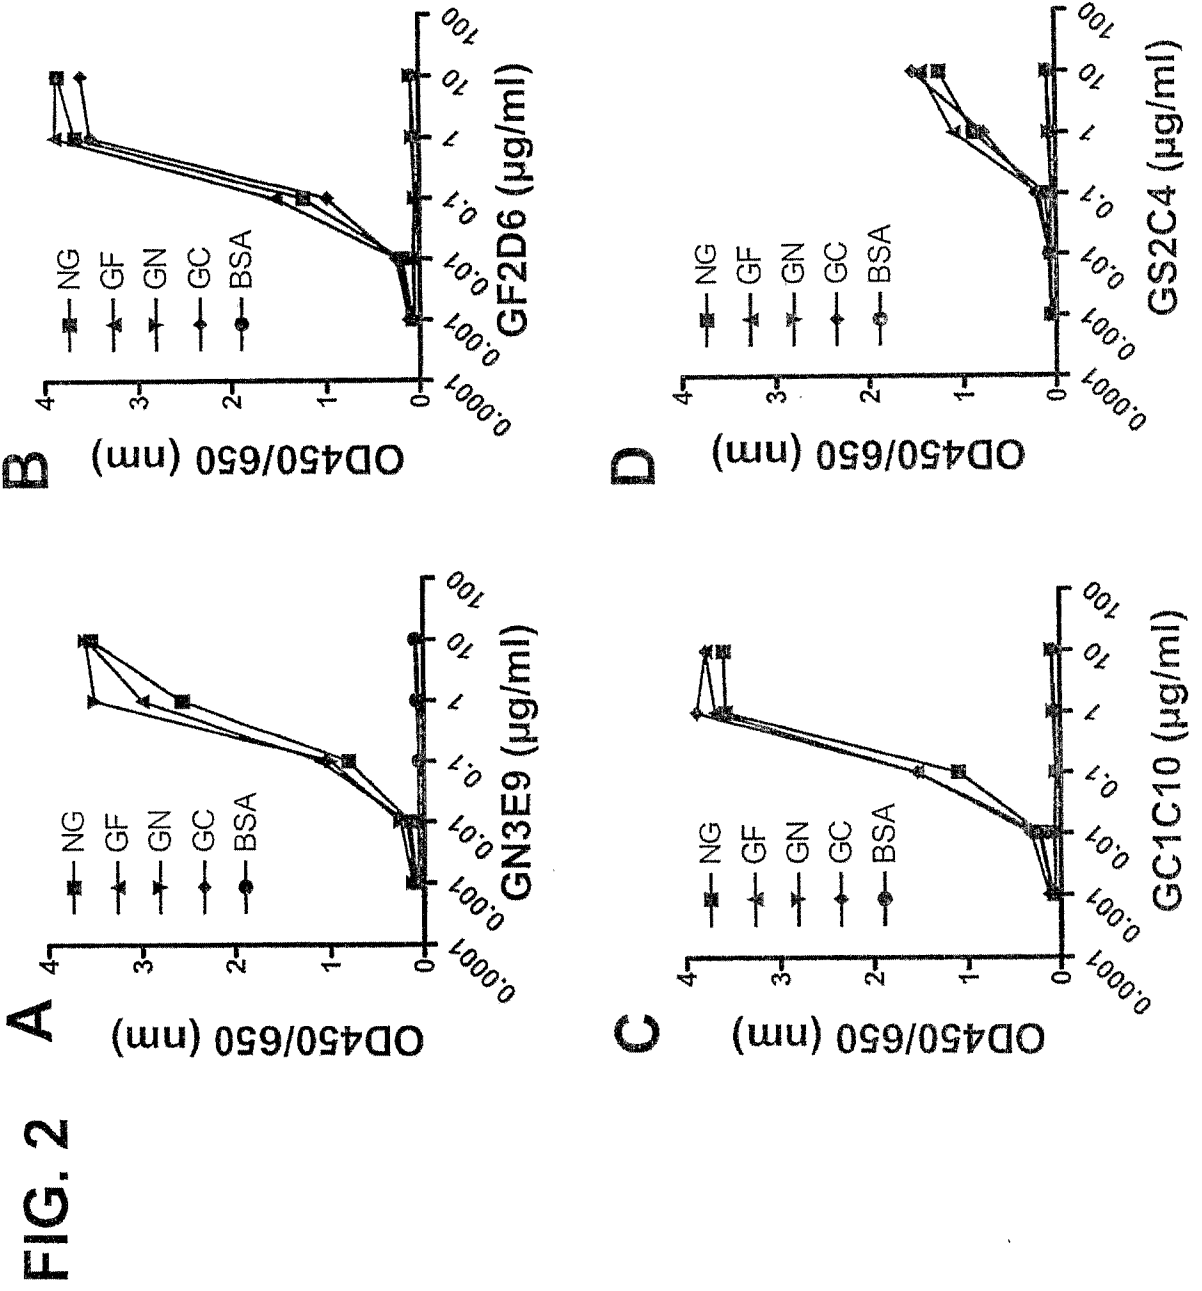 FIG. 2
A
OD450/650 (nm)
4
3
2
1
0
NG
GF
GN
GC
BSA
0.0001
0.001
0.01
0.1
1
10
100
GN3E9 (µg/ml)
B
OD450/650 (nm)
4
3
2
1
0
NG
GF
GN
GC
BSA
0.0001
0.001
0.01
0.1
1
10
100
GF2D6 (µg/ml)
C
OD450/650 (nm)
4
3
2
1
0
NG
GF
GN
GC
BSA
0.0001
0.001
0.01
0.1
1
10
100
GC1C10 (µg/ml)
D
OD450/650 (nm)
4
3
2
1
0
NG
GF
GN
GC
BSA
0.0001
0.001
0.01
0.1
1
10
100
GS2C4 (µg/ml)